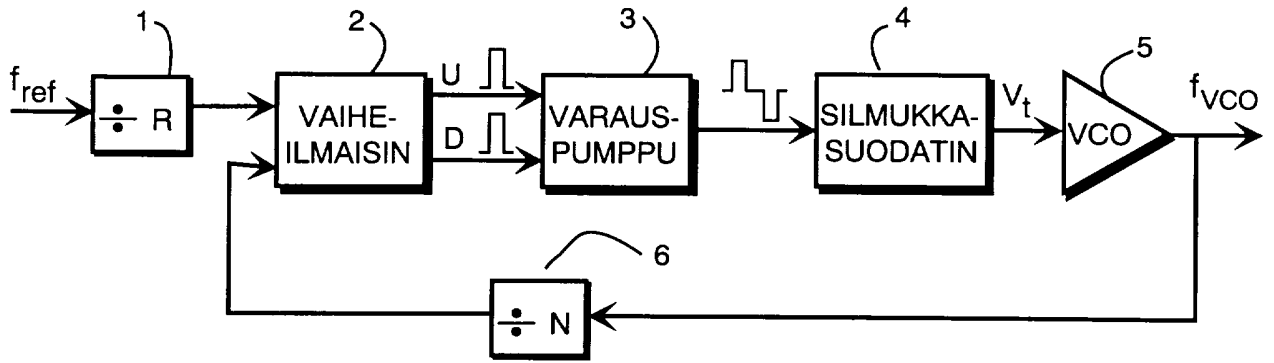 1
2
3
4
5
6
f_ref
÷ R
VAIHE-
ILMAISIN
U
D
VARAUS-
PUMPPU
SILMUKKA-
SUODATIN
V_t
VCO
f_VCO
÷ N